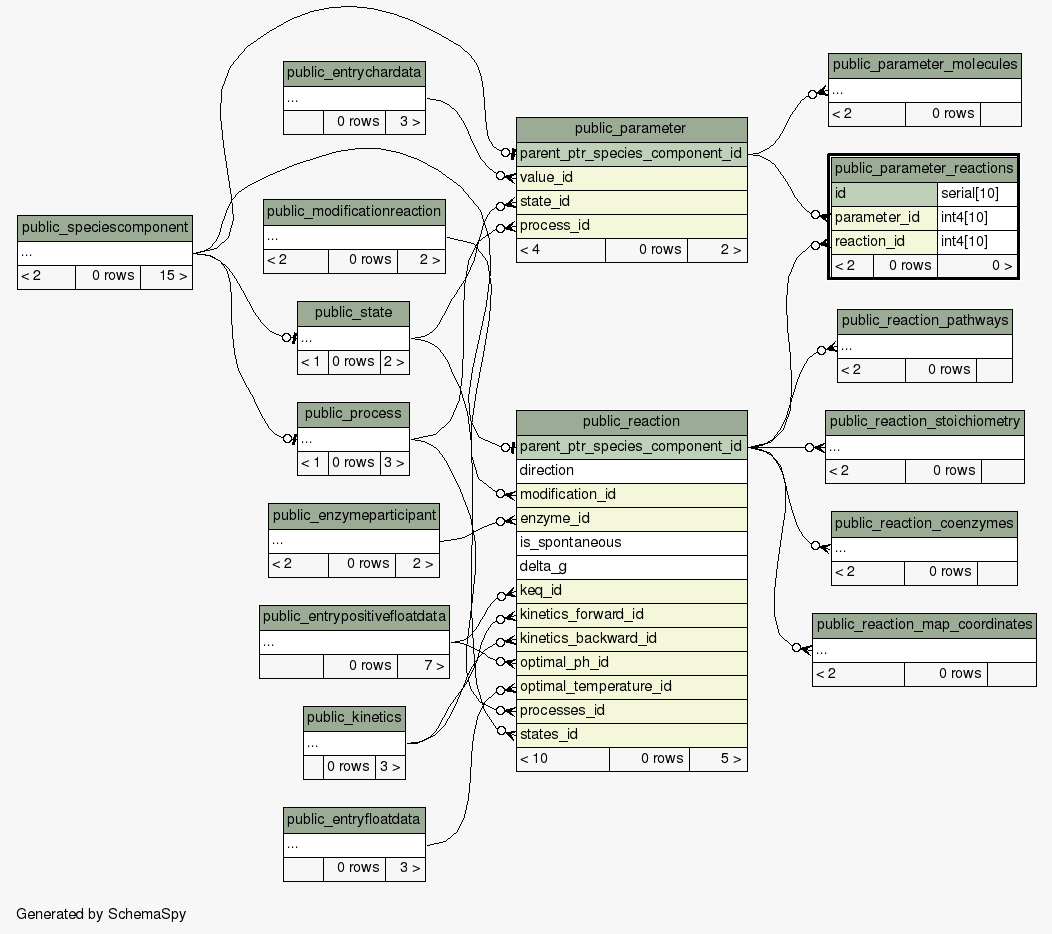 public_entrychardata
...
0 rows
3 >
public_speciescomponent
...
< 2
0 rows
15 >
public_modificationreaction
...
< 2
0 rows
2 >
public_state
...
< 1
0 rows
2 >
public_process
...
< 1
0 rows
3 >
public_enzymeparticipant
...
< 2
0 rows
2 >
public_entrypositivefloatdata
...
0 rows
7 >
public_kinetics
...
0 rows
3 >
public_entryfloatdata
...
0 rows
3 >
public_parameter
parent_ptr_species_component_id
value_id
state_id
process_id
< 4
0 rows
2 >
public_reaction
parent_ptr_species_component_id
direction
modification_id
enzyme_id
is_spontaneous
delta_g
keq_id
kinetics_forward_id
kinetics_backward_id
optimal_ph_id
optimal_temperature_id
processes_id
states_id
< 10
0 rows
5 >
public_parameter_molecules
...
< 2
0 rows
public_parameter_reactions
id
serial[10]
parameter_id
int4[10]
reaction_id
int4[10]
< 2
0 rows
0 >
public_reaction_pathways
...
< 2
0 rows
public_reaction_stoichiometry
...
< 2
0 rows
public_reaction_coenzymes
...
< 2
0 rows
public_reaction_map_coordinates
...
< 2
0 rows
Generated by SchemaSpy